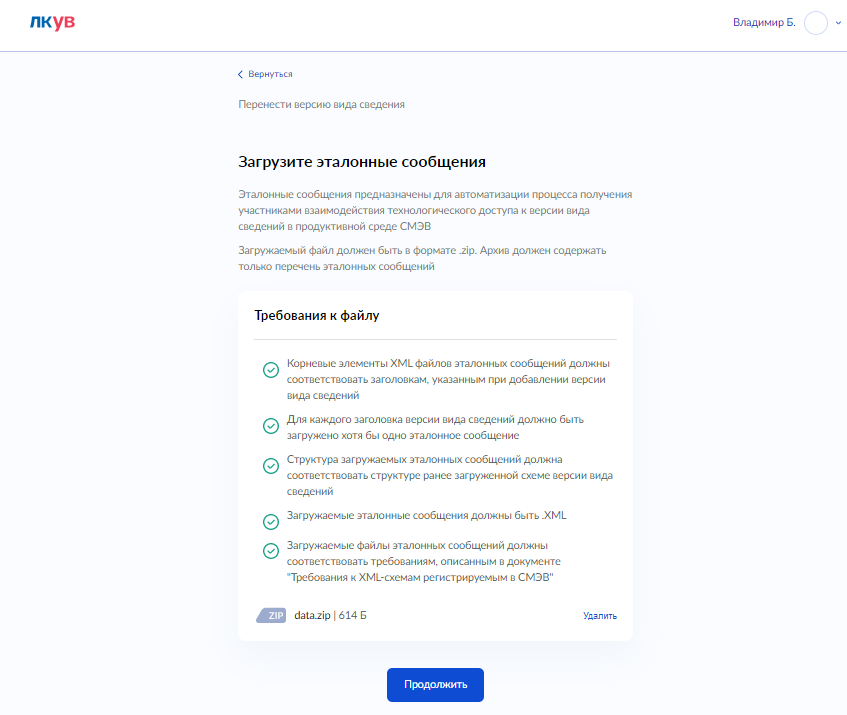 ЛКУВ
Владимир Б.
Вернуться
Перенести версию вида сведения
Загрузите эталонные сообщения
Эталонные сообщения предназначены для автоматизации процесса получения
участниками взаимодействия технологического доступа к версии вида
сведений в продуктивной среде СМЭВ
Загружаемый файл должен быть в формате .zip. Архив должен содержать
только перечень эталонных сообщений
Требования к файлу
Корневые элементы XML файлов эталонных сообщений должны
соответствовать заголовкам, указанным при добавлении версии
вида сведений
Для каждого заголовка версии вида сведений должно быть
загружено хотя бы одно эталонное сообщение
Структура загружаемых эталонных сообщений должна
соответствовать структуре ранее загруженной схеме версии вида
сведений
Загружаемые эталонные сообщения должны быть .XML
Загружаемые файлы эталонных сообщений должны
соответствовать требованиям, описанным в документе
"Требования к XML-схемам регистрируемым в СМЭВ"
ZIP data.zip | 614 Б Удалить
Продолжить